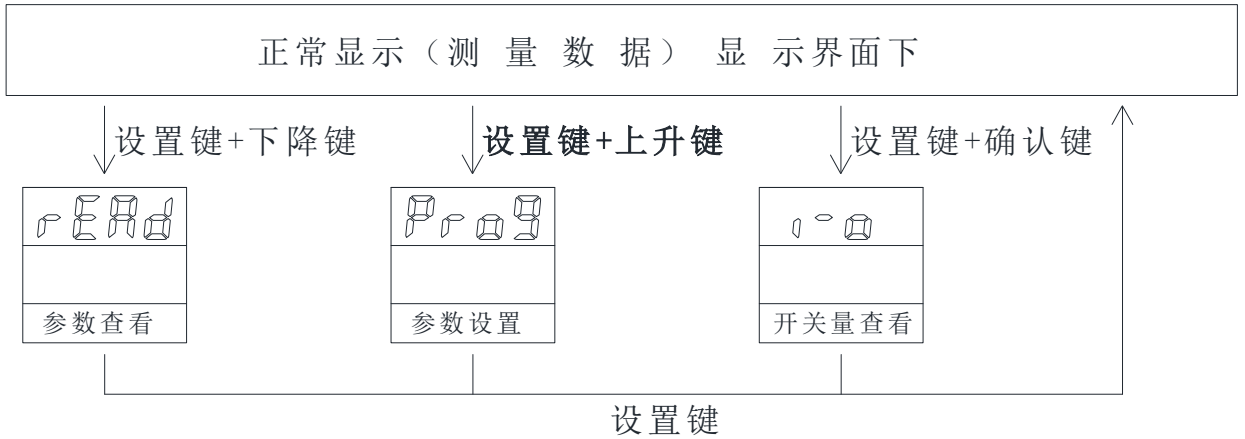 正常显示（测 量 数 据） 显 示界面下
设置键+下降键 设置键+上升键 设置键+确认键
rEAd Prog i-o
参数查看 参数设置 开关量查看
设置键